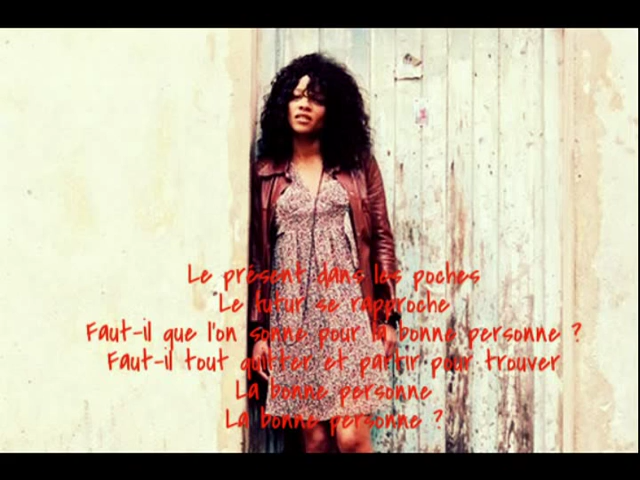 Le présent dans les poches
Le futur se rapproche
Faut-il que l'on sonne pour la bonne personne ?
Faut-il tout quitter et partir pour trouver
La bonne personne
La bonne personne ?